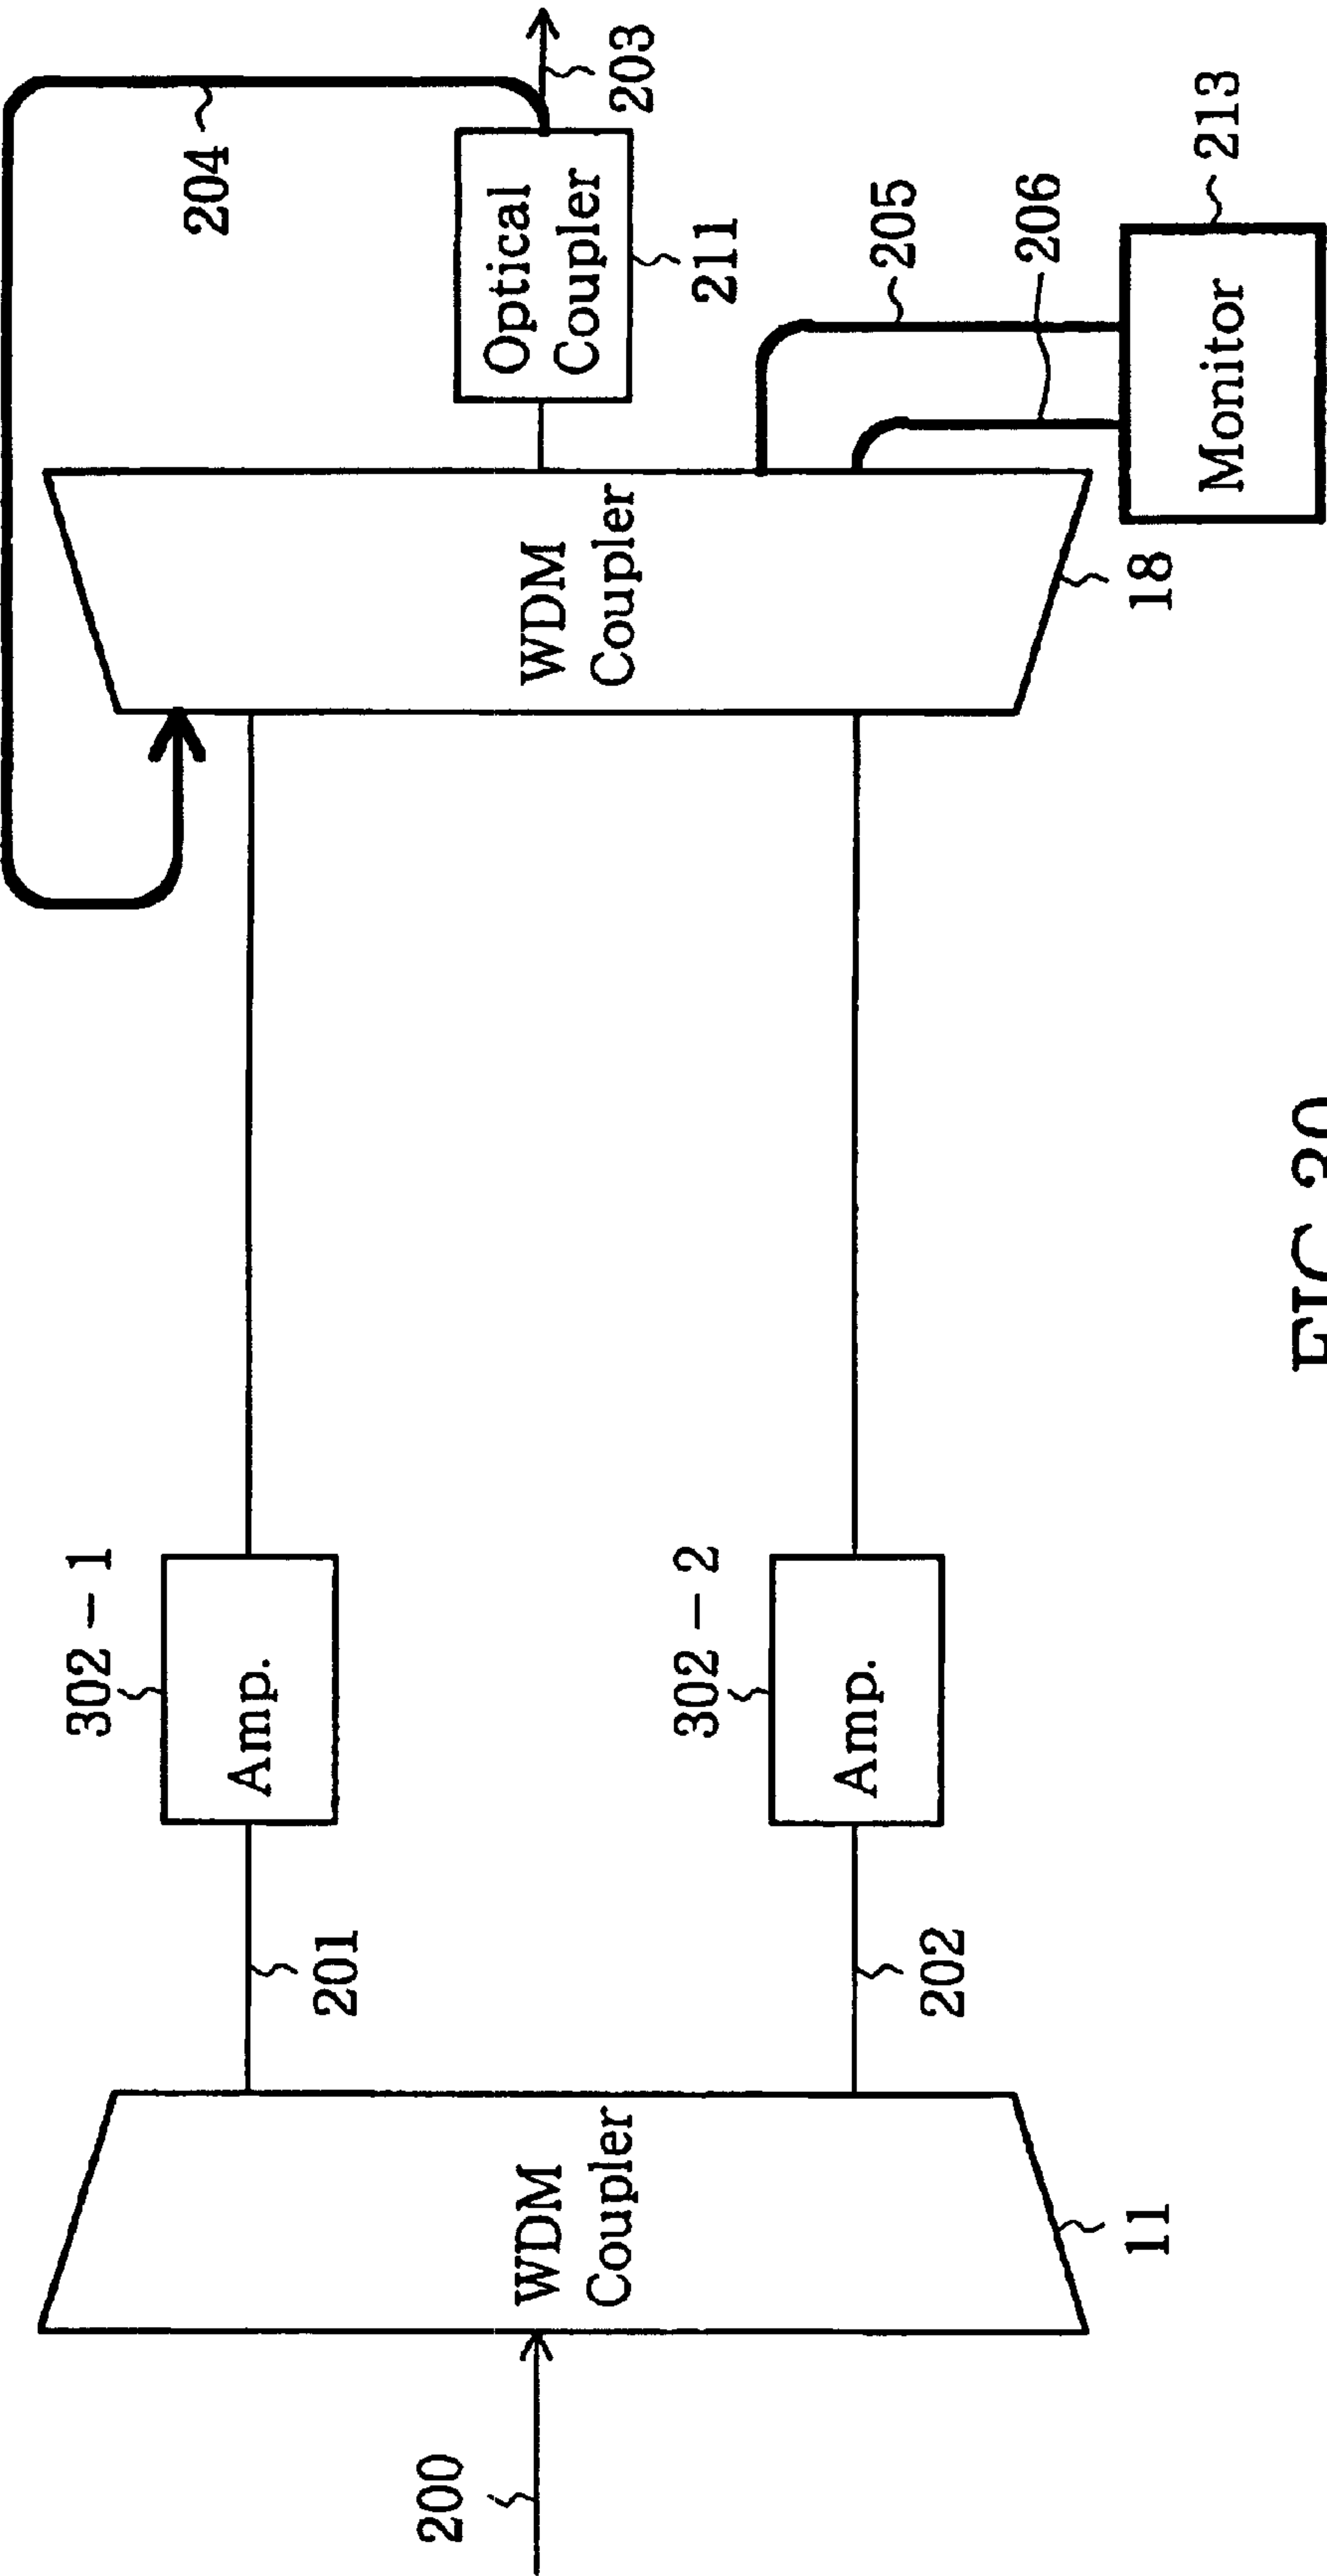 204
203
Optical
Coupler
211
205
206
213
Monitor
WDM
Coupler
18
302 – 1
Amp.
302 – 2
Amp.
201
202
WDM
Coupler
11
200